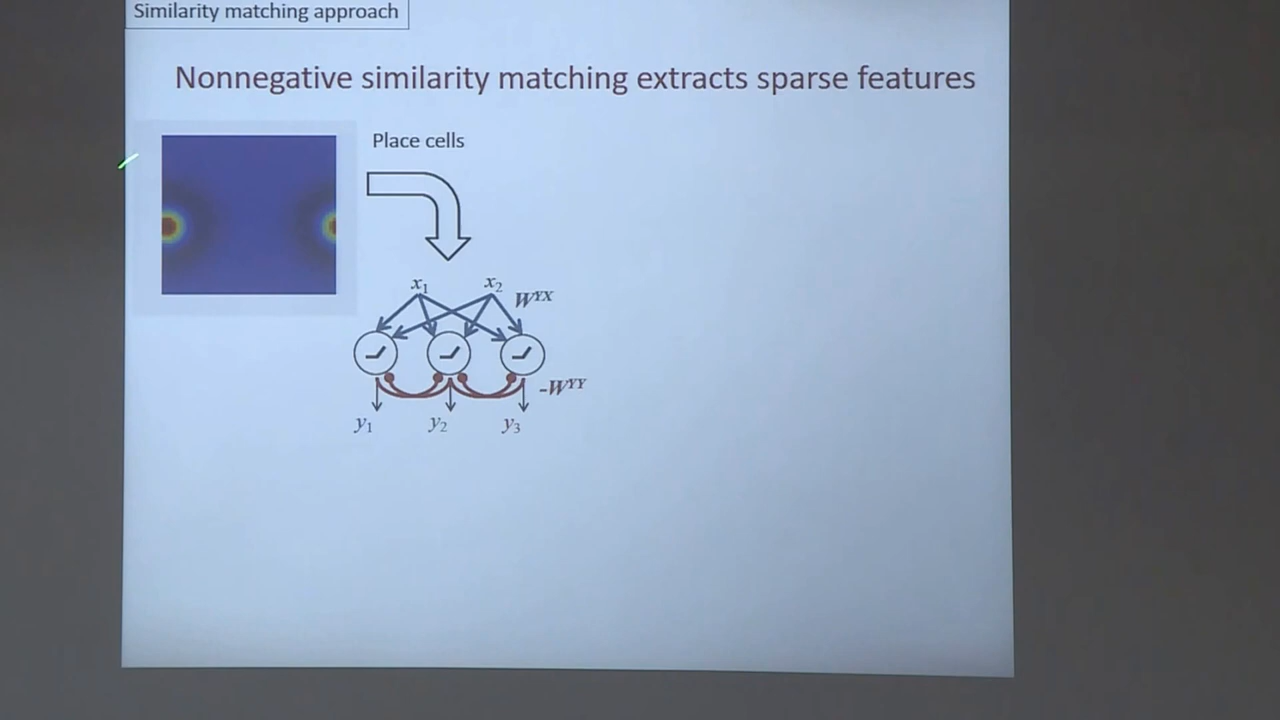 Similarity matching approach
Nonnegative similarity matching extracts sparse features
Place cells
x₁ x₂
W^YX
-W^YY
y₁ y₂ y₃